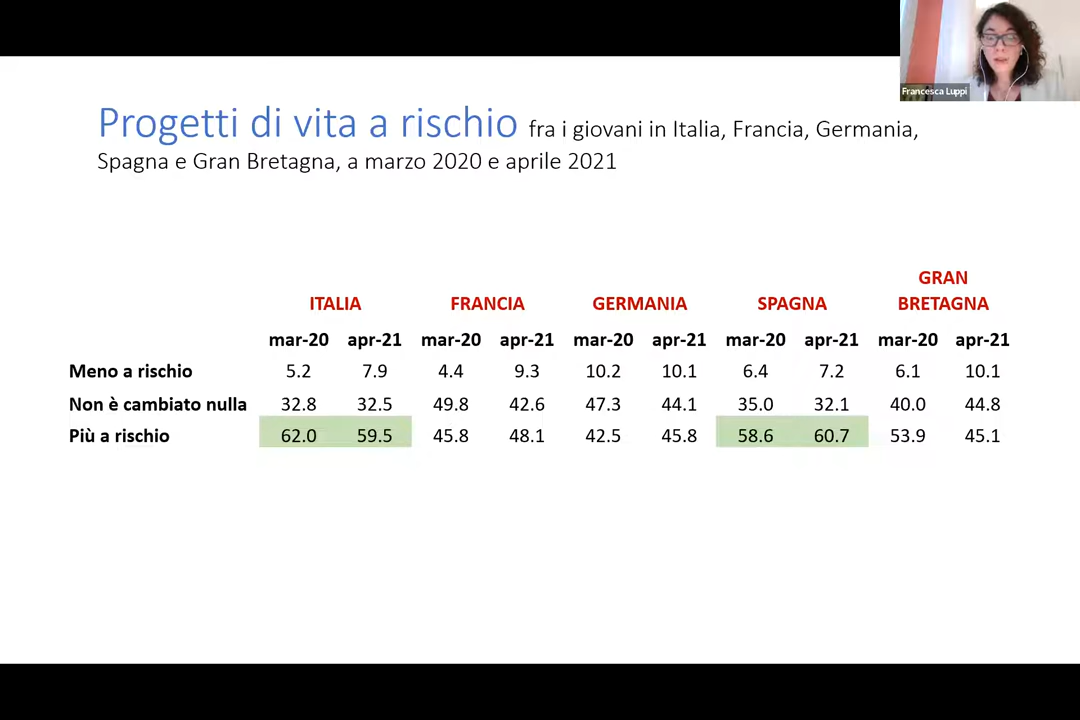 Francesca Luppi
Progetti di vita a rischio fra i giovani in Italia, Francia, Germania,
Spagna e Gran Bretagna, a marzo 2020 e aprile 2021
ITALIA FRANCIA GERMANIA SPAGNA GRAN BRETAGNA
mar-20 apr-21 mar-20 apr-21 mar-20 apr-21 mar-20 apr-21 mar-20 apr-21
Meno a rischio 5.2 7.9 4.4 9.3 10.2 10.1 6.4 7.2 6.1 10.1
Non è cambiato nulla 32.8 32.5 49.8 42.6 47.3 44.1 35.0 32.1 40.0 44.8
Più a rischio 62.0 59.5 45.8 48.1 42.5 45.8 58.6 60.7 53.9 45.1